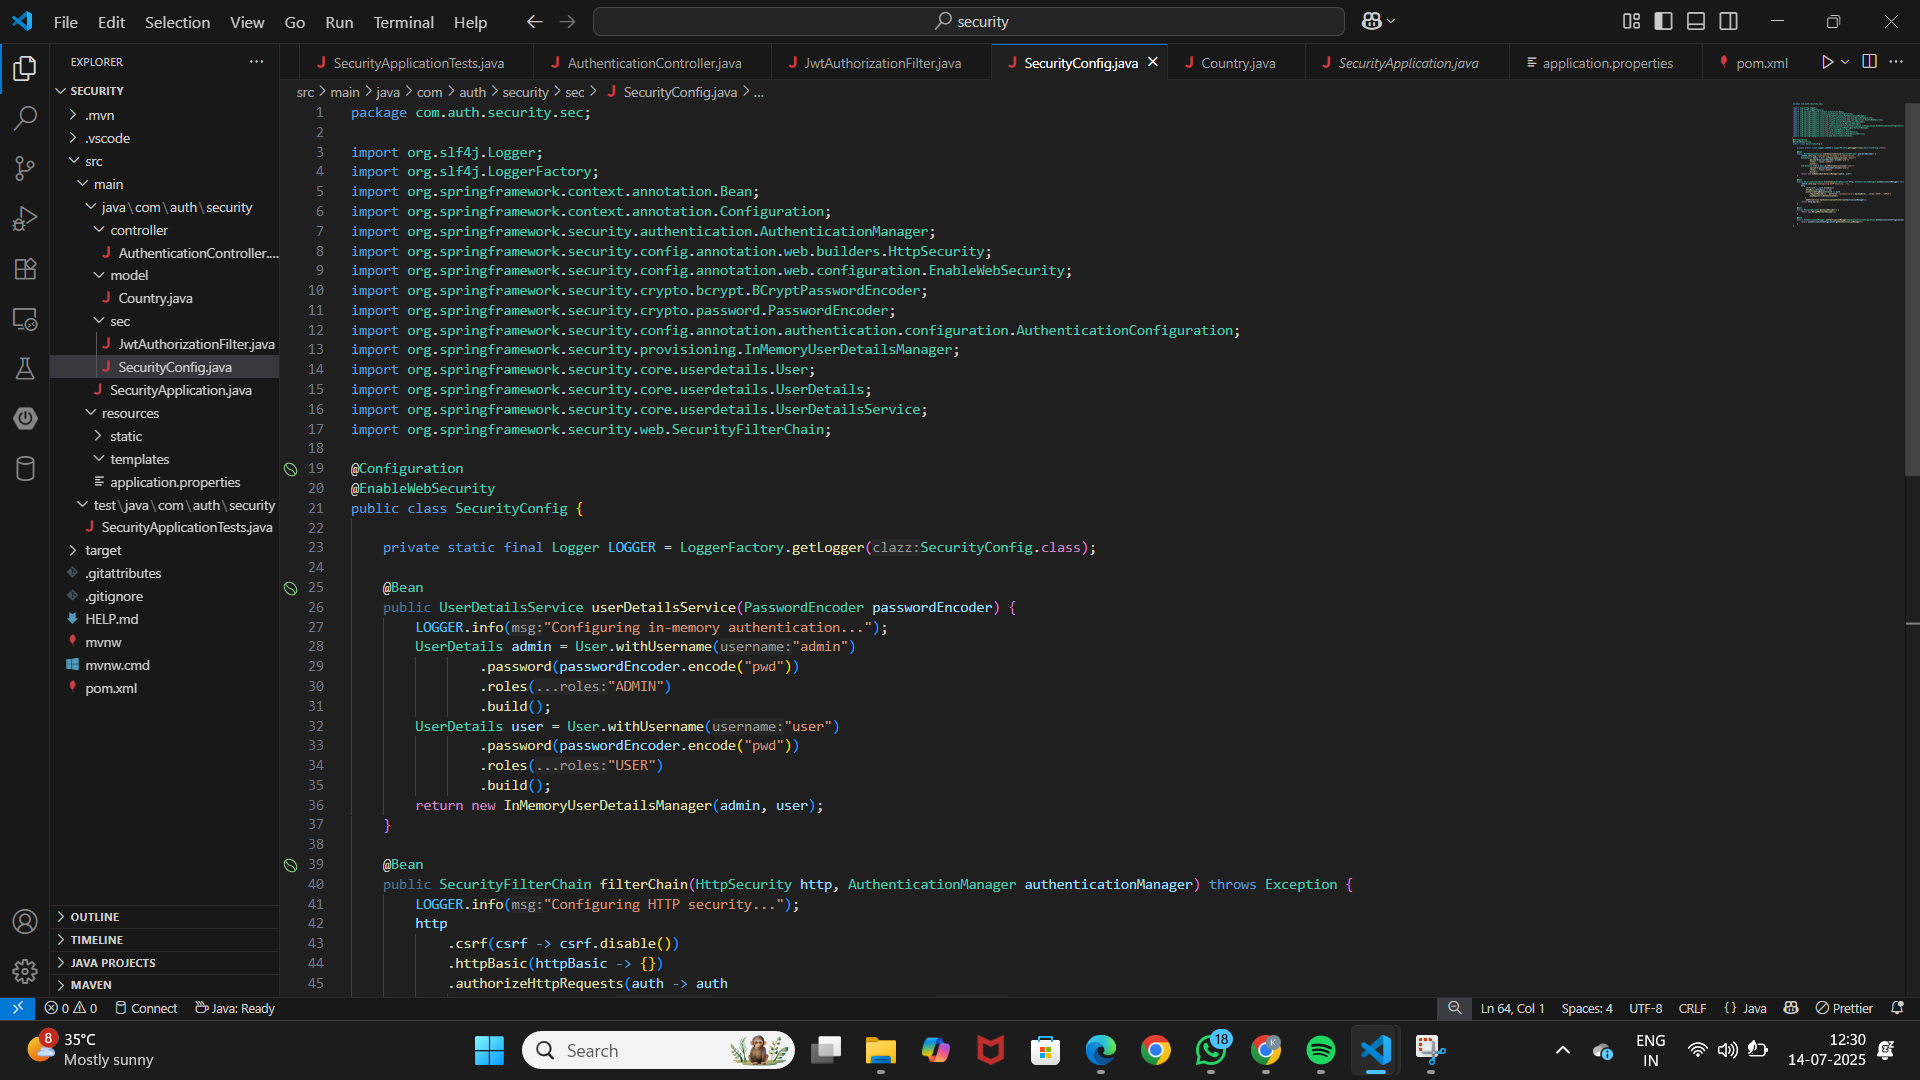 File Edit Selection View Go Run Terminal Help
security
EXPLORER
SecurityApplicationTests.java
AuthenticationController.java
JwtAuthorizationFilter.java
SecurityConfig.java
Country.java
SecurityApplication.java
application.properties
pom.xml
src > main > java > com > auth > security > sec > SecurityConfig.java > ...
SECURITY
.mvn
.vscode
src
main
java\com\auth\security
controller
AuthenticationController....
model
Country.java
sec
JwtAuthorizationFilter.java
SecurityConfig.java
SecurityApplication.java
resources
static
templates
application.properties
test\java\com\auth\security
SecurityApplicationTests.java
target
.gitattributes
.gitignore
HELP.md
mvnw
mvnw.cmd
pom.xml
OUTLINE
TIMELINE
JAVA PROJECTS
MAVEN
1 package com.auth.security.sec;
2
3 import org.slf4j.Logger;
4 import org.slf4j.LoggerFactory;
5 import org.springframework.context.annotation.Bean;
6 import org.springframework.context.annotation.Configuration;
7 import org.springframework.security.authentication.AuthenticationManager;
8 import org.springframework.security.config.annotation.web.builders.HttpSecurity;
9 import org.springframework.security.config.annotation.web.configuration.EnableWebSecurity;
10 import org.springframework.security.crypto.bcrypt.BCryptPasswordEncoder;
11 import org.springframework.security.crypto.password.PasswordEncoder;
12 import org.springframework.security.config.annotation.authentication.configuration.AuthenticationConfiguration;
13 import org.springframework.security.provisioning.InMemoryUserDetailsManager;
14 import org.springframework.security.core.userdetails.User;
15 import org.springframework.security.core.userdetails.UserDetails;
16 import org.springframework.security.core.userdetails.UserDetailsService;
17 import org.springframework.security.web.SecurityFilterChain;
18
19 @Configuration
20 @EnableWebSecurity
21 public class SecurityConfig {
22
23 private static final Logger LOGGER = LoggerFactory.getLogger(clazz:SecurityConfig.class);
24
25 @Bean
26 public UserDetailsService userDetailsService(PasswordEncoder passwordEncoder) {
27 LOGGER.info(msg:"Configuring in-memory authentication...");
28 UserDetails admin = User.withUsername(username:"admin")
29 .password(passwordEncoder.encode("pwd"))
30 .roles(...roles:"ADMIN")
31 .build();
32 UserDetails user = User.withUsername(username:"user")
33 .password(passwordEncoder.encode("pwd"))
34 .roles(...roles:"USER")
35 .build();
36 return new InMemoryUserDetailsManager(admin, user);
37 }
38
39 @Bean
40 public SecurityFilterChain filterChain(HttpSecurity http, AuthenticationManager authenticationManager) throws Exception {
41 LOGGER.info(msg:"Configuring HTTP security...");
42 http
43 .csrf(csrf -> csrf.disable())
44 .httpBasic(httpBasic -> {})
45 .authorizeHttpRequests(auth -> auth
0 0 Connect Java: Ready Ln 64, Col 1 Spaces: 4 UTF-8 CRLF {} Java Prettier
8 35°C
Mostly sunny
Search
18
K
ENG
IN
12:30
14-07-2025